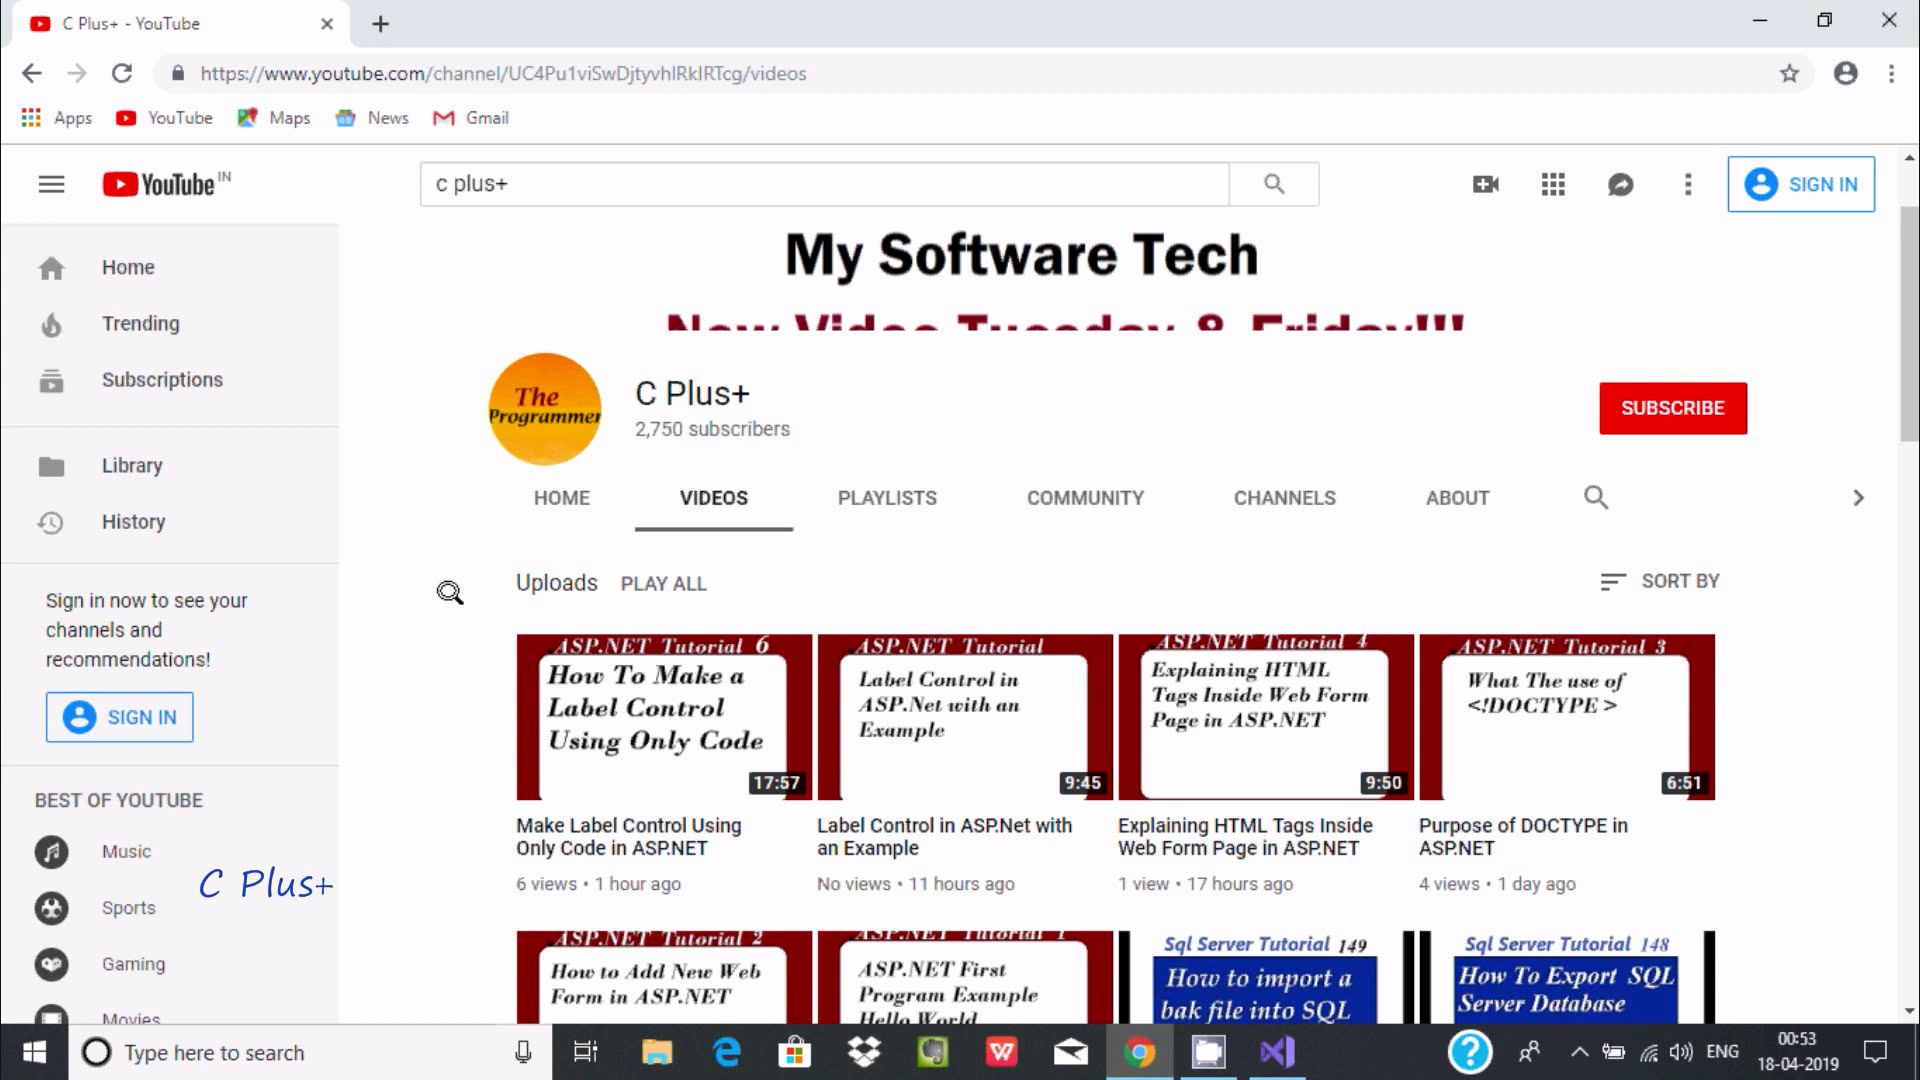 C Plus+ - YouTube
https://www.youtube.com/channel/UC4Pu1viSwDjtyvhlRklRTcg/videos
Apps YouTube Maps News Gmail
YouTube IN
c plus+
SIGN IN
My Software Tech
New Video Tuesday & Friday!!!
Home
Trending
Subscriptions
Library
History
Sign in now to see your
channels and
recommendations!
SIGN IN
BEST OF YOUTUBE
Music
Sports
Gaming
Movies
C Plus+
The
Programmer
C Plus+
2,750 subscribers
SUBSCRIBE
HOME VIDEOS PLAYLISTS COMMUNITY CHANNELS ABOUT
Uploads PLAY ALL
SORT BY
ASP.NET Tutorial 6
How To Make a
Label Control
Using Only Code
17:57
Make Label Control Using
Only Code in ASP.NET
6 views • 1 hour ago
ASP.NET Tutorial
Label Control in
ASP.Net with an
Example
9:45
Label Control in ASP.Net with
an Example
No views • 11 hours ago
ASP.NET Tutorial 4
Explaining HTML
Tags Inside Web Form
Page in ASP.NET
9:50
Explaining HTML Tags Inside
Web Form Page in ASP.NET
1 view • 17 hours ago
ASP.NET Tutorial 3
What The use of
<!DOCTYPE >
6:51
Purpose of DOCTYPE in
ASP.NET
4 views • 1 day ago
ASP.NET Tutorial 2
How to Add New Web
Form in ASP.NET
ASP.NET Tutorial 1
ASP.NET First
Program Example
Hello World
Sql Server Tutorial 149
How to import a
bak file into SQL
Sql Server Tutorial 148
How To Export SQL
Server Database
Type here to search
ENG
00:53
18-04-2019